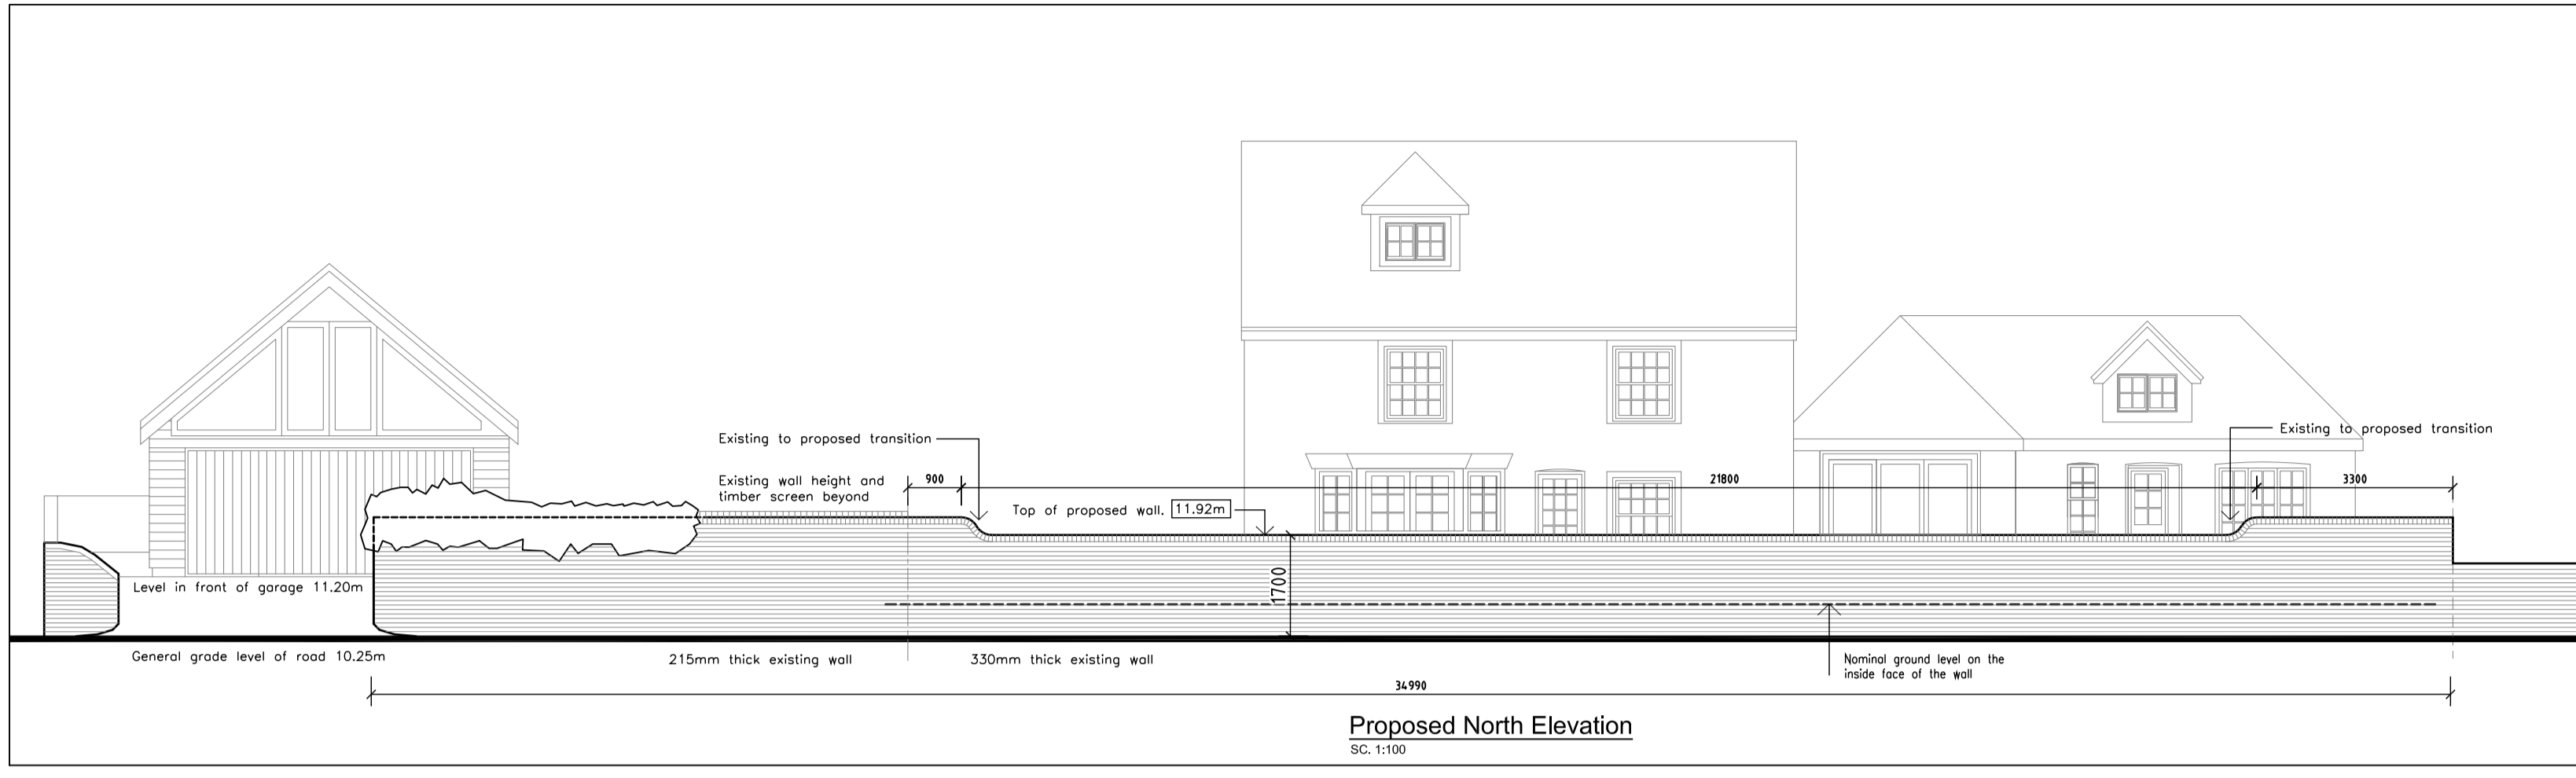 Existing to proposed transition
Existing to proposed transition
Existing wall height and
timber screen beyond
900
21800
3300
Top of proposed wall. 11.92m
1700
Level in front of garage 11.20m
General grade level of road 10.25m
215mm thick existing wall
330mm thick existing wall
Nominal ground level on the
inside face of the wall
34990
Proposed North Elevation
SC. 1:100